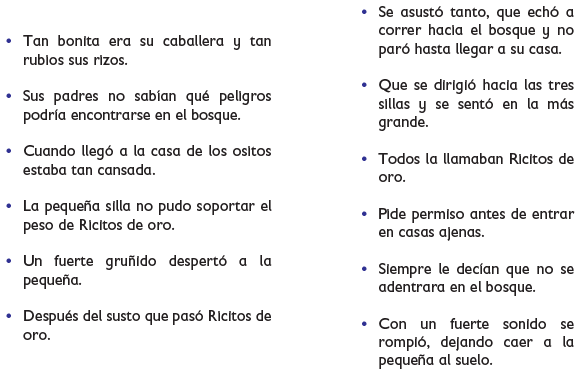 • Tan bonita era su caballera y tan
rubios sus rizos.
• Sus padres no sabían qué peligros
podría encontrarse en el bosque.
• Cuando llegó a la casa de los ositos
estaba tan cansada.
• La pequeña silla no pudo soportar el
peso de Ricitos de oro.
• Un fuerte gruñido despertó a la
pequeña.
• Después del susto que pasó Ricitos de
oro.
• Se asustó tanto, que echó a
correr hacia el bosque y no
paró hasta llegar a su casa.
• Que se dirigió hacia las tres
sillas y se sentó en la más
grande.
• Todos la llamaban Ricitos de
oro.
• Pide permiso antes de entrar
en casas ajenas.
• Siempre le decían que no se
adentrara en el bosque.
• Con un fuerte sonido se
rompió, dejando caer a la
pequeña al suelo.